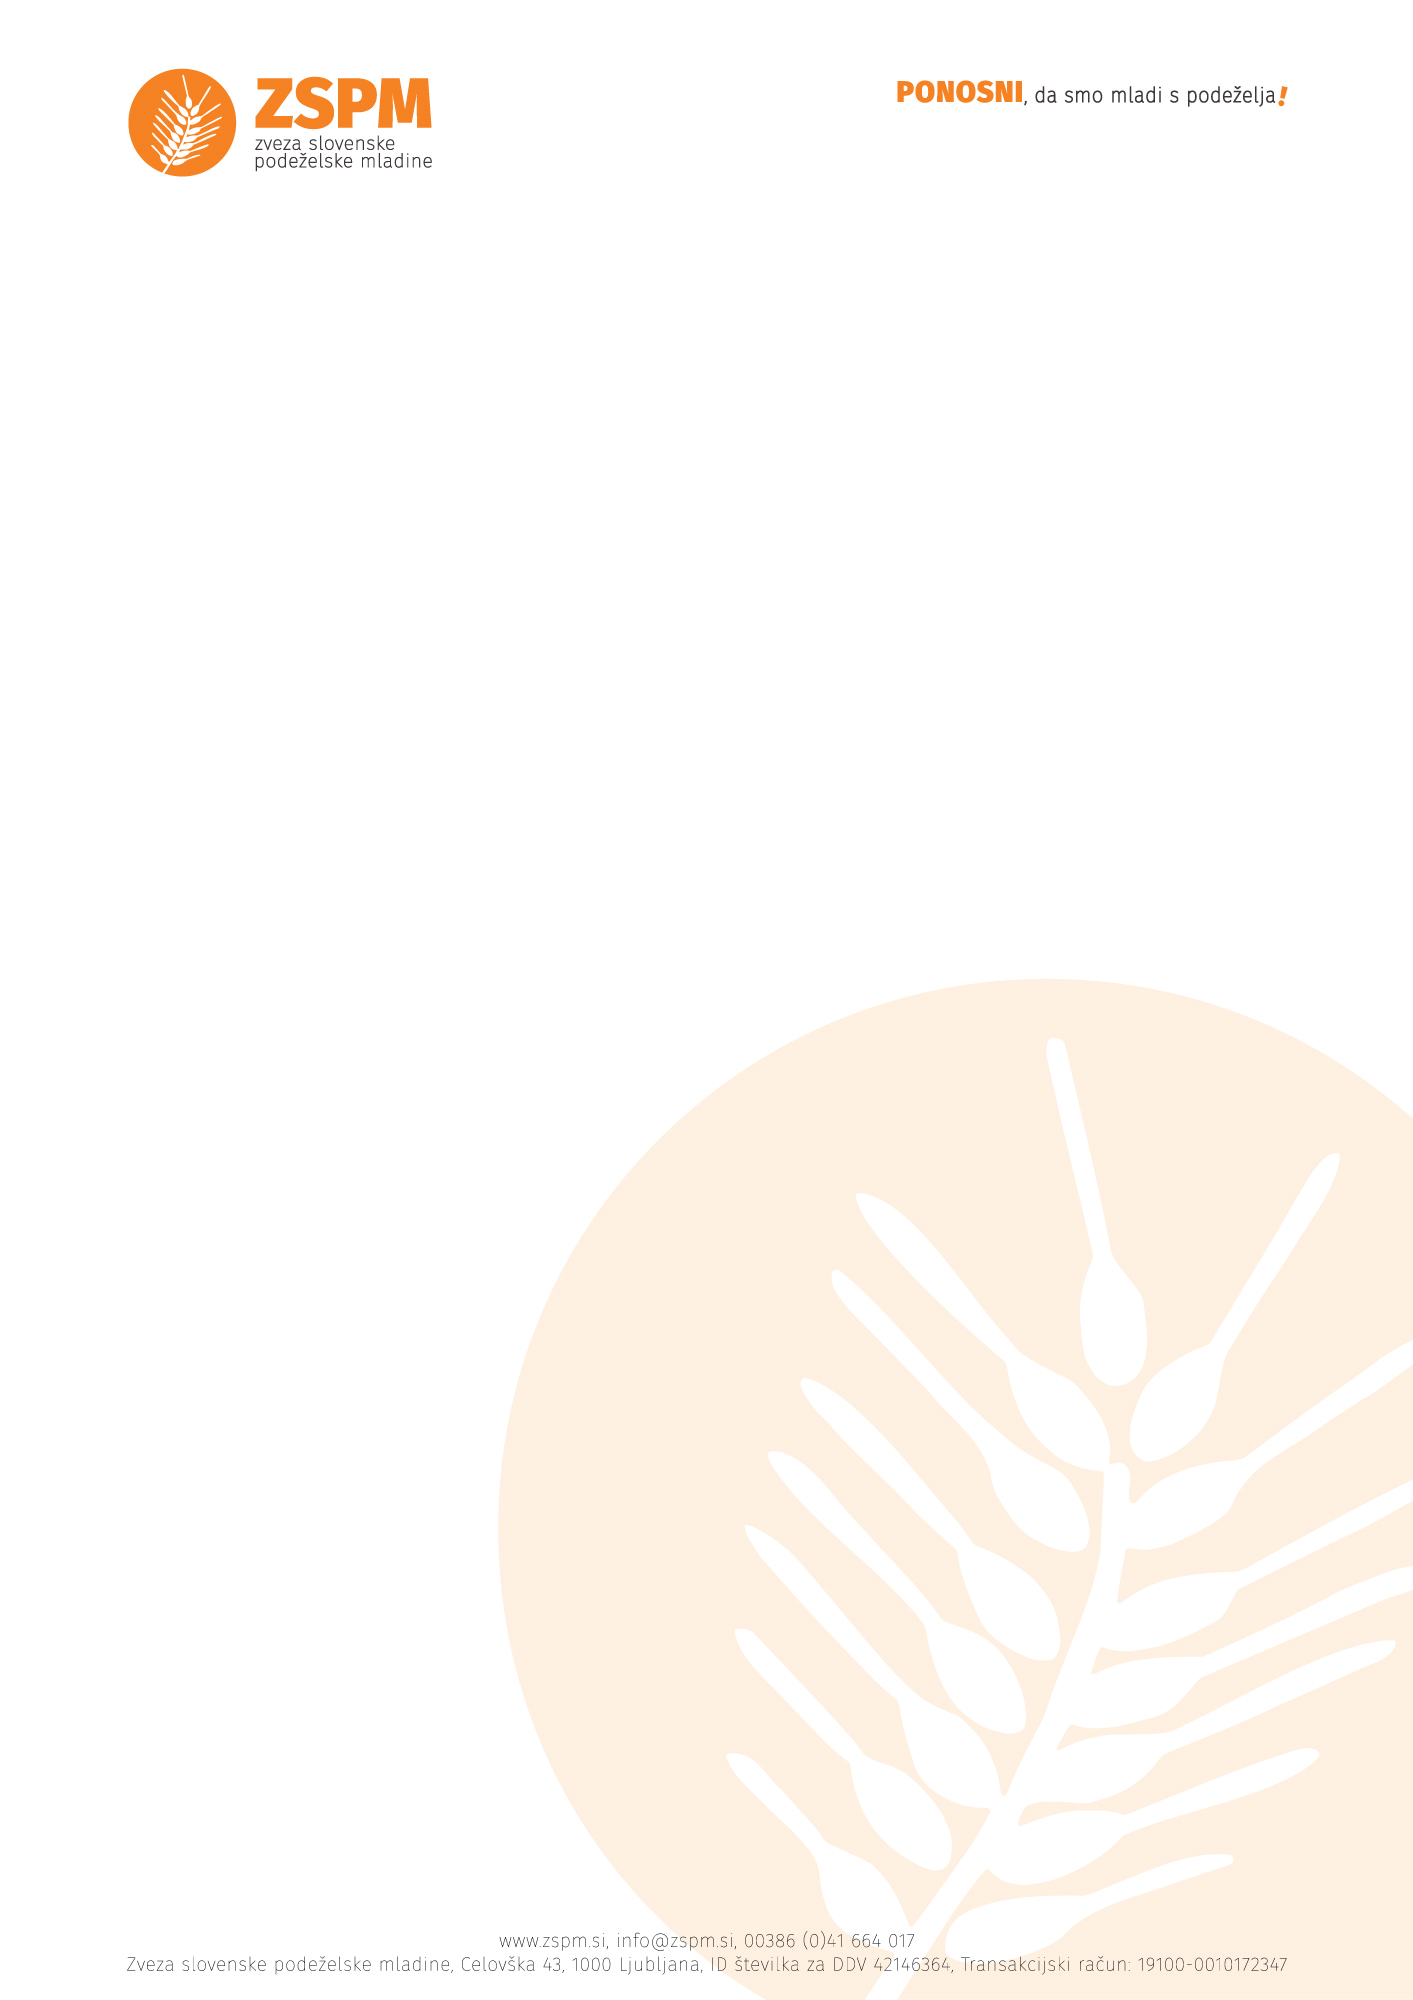 ZSPM
zveza slovenske
podeželske mladine
PONOSNI, da smo mladi s podeželja!
www.zspm.si, info@zspm.si, 00386 (0)41 664 017
Zveza slovenske podeželske mladine, Celovška 43, 1000 Ljubljana, ID številka za DDV 42146364, Transakcijski račun: 19100-0010172347